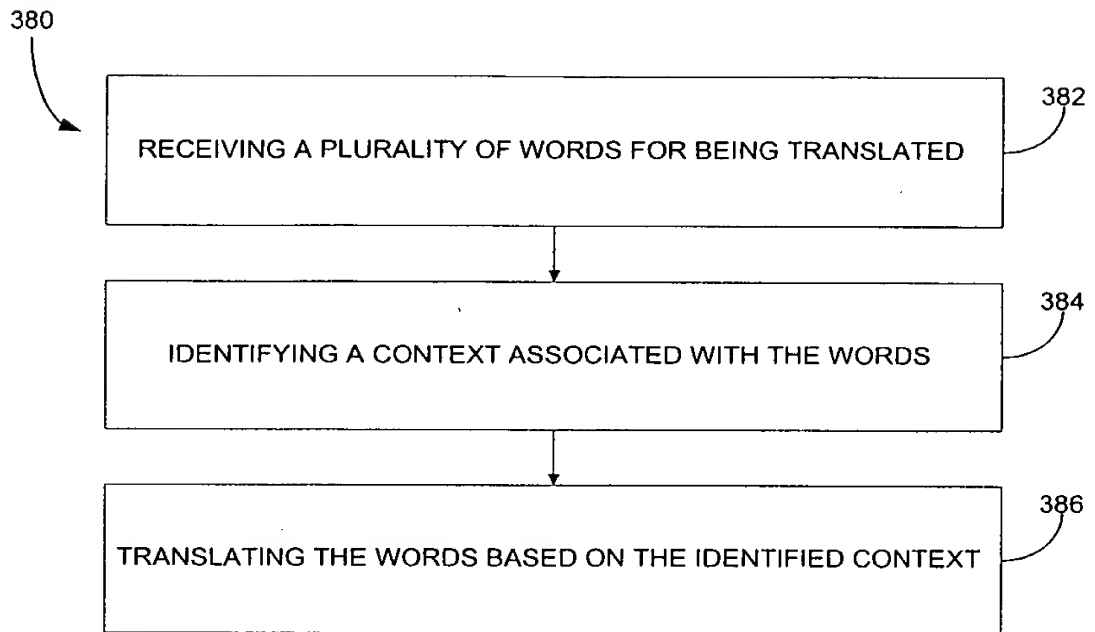 380
RECEIVING A PLURALITY OF WORDS FOR BEING TRANSLATED
382
IDENTIFYING A CONTEXT ASSOCIATED WITH THE WORDS
384
TRANSLATING THE WORDS BASED ON THE IDENTIFIED CONTEXT
386